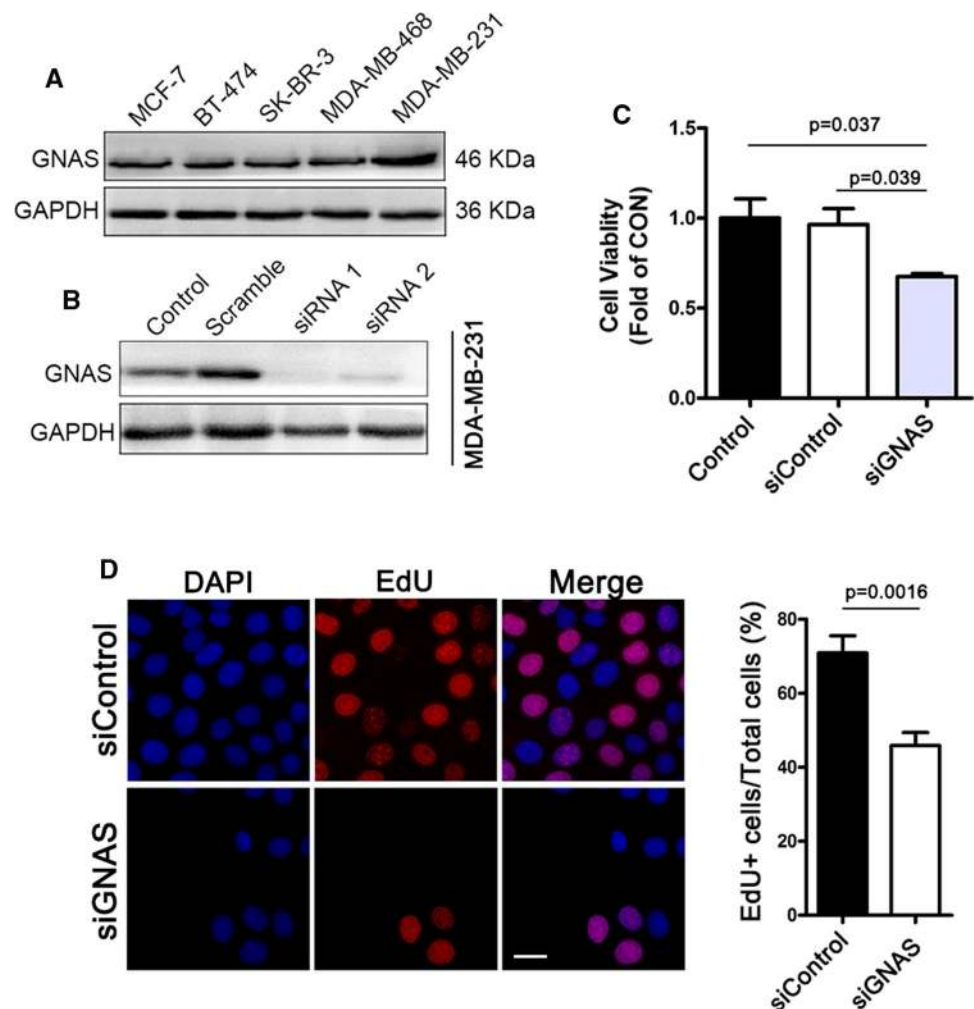 A
MCF-7
BT-474
SK-BR-3
MDA-MB-468
MDA-MB-231
GNAS
46 KDa
GAPDH
36 KDa
B
Control
Scramble
siRNA 1
siRNA 2
GNAS
GAPDH
MDA-MB-231
C
Cell Viablity
(Fold of CON)
1.5
1.0
0.5
0.0
p=0.037
p=0.039
Control
siControl
siGNAS
D
DAPI
EdU
Merge
siControl
siGNAS
EdU+ cells/Total cells (%)
80
60
40
20
0
p=0.0016
siControl
siGNAS